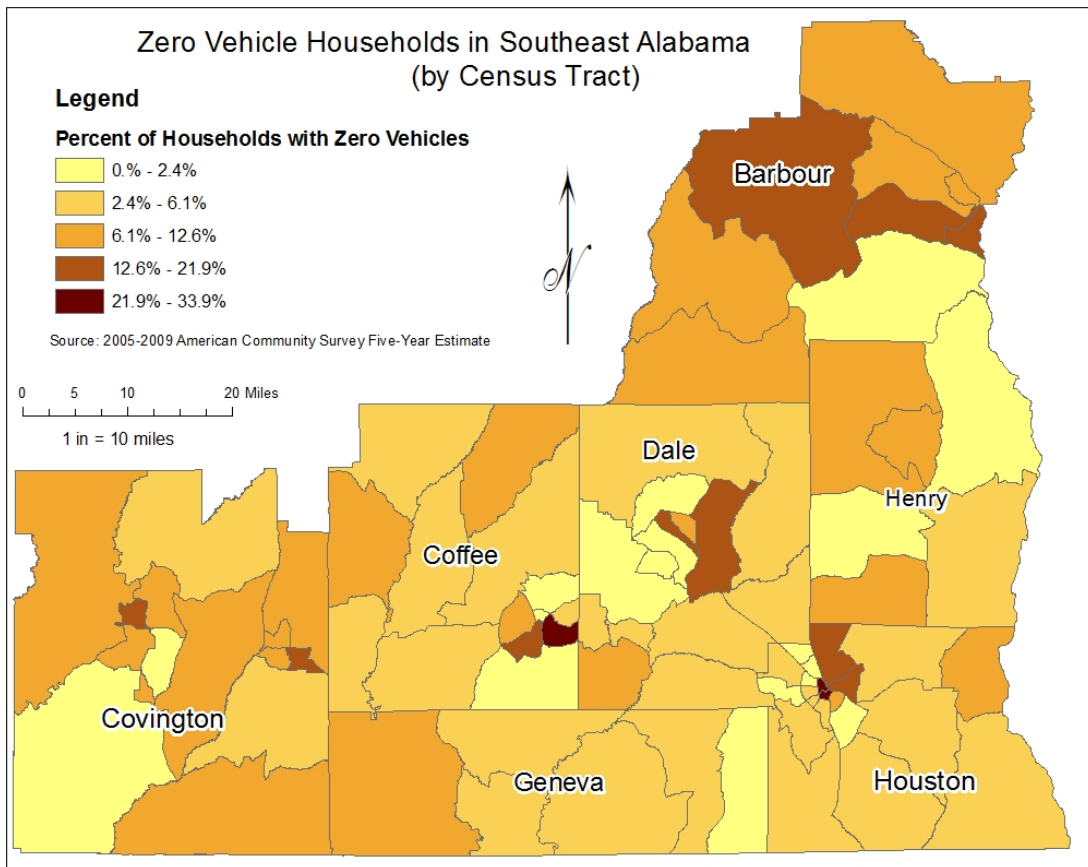 Zero Vehicle Households in Southeast Alabama
(by Census Tract)
Legend
Percent of Households with Zero Vehicles
0.% - 2.4%
2.4% - 6.1%
6.1% - 12.6%
12.6% - 21.9%
21.9% - 33.9%
Source: 2005-2009 American Community Survey Five-Year Estimate
0 5 10 20 Miles
1 in = 10 miles
N
Barbour
Dale
Henry
Coffee
Covington
Geneva
Houston